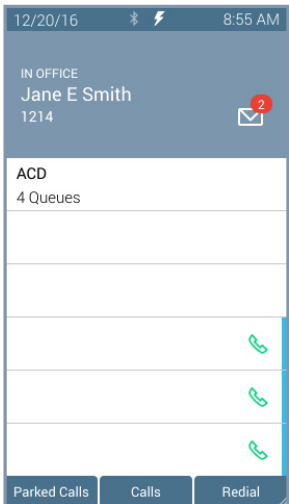 12/20/16 8:55 AM
IN OFFICE
Jane E Smith
1214
2
ACD
4 Queues
Parked Calls Calls Redial